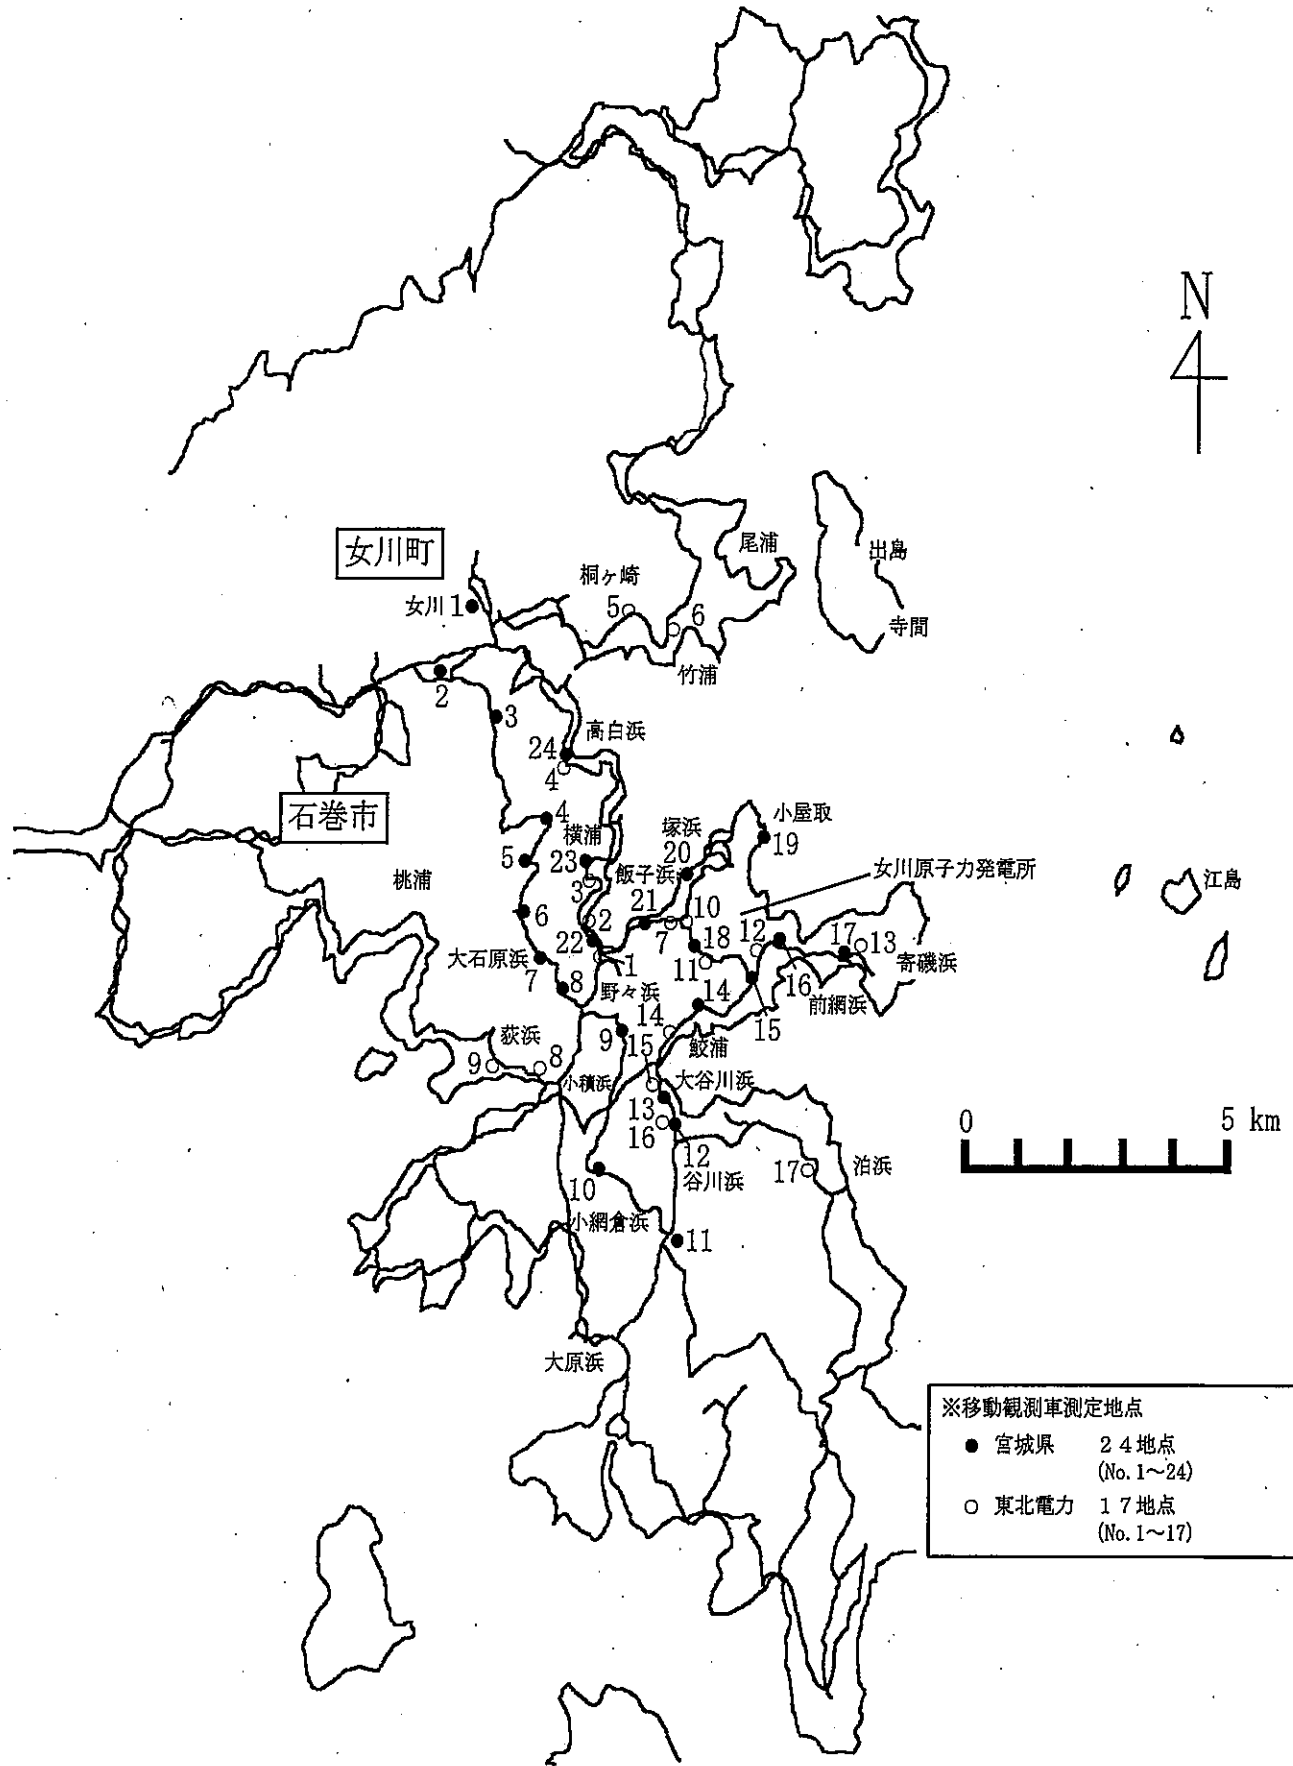 N
尾浦
女川町
出島
桐ヶ崎
女川 1
5
6
寺間
竹浦
2
3
高白浜
24
4
石巻市
4
小屋取
横浦
塚浜
19
5
23
20
女川原子力発電所
桃浦
3
飯子浜
江島
6
21
10
2
7
18
12
17
13
22
大石原浜
1
11
16
寄磯浜
7
8
野々浜
14
15
前網浜
荻浜
9
14
鮫浦
9
8
15
小積浜
大谷川浜
13
0
5 km
16
12
17
泊浜
10
谷川浜
小網倉浜
11
大原浜
※移動観測車測定地点
● 宮城県 24地点
(No.1～24)
○ 東北電力 17地点
(No.1～17)